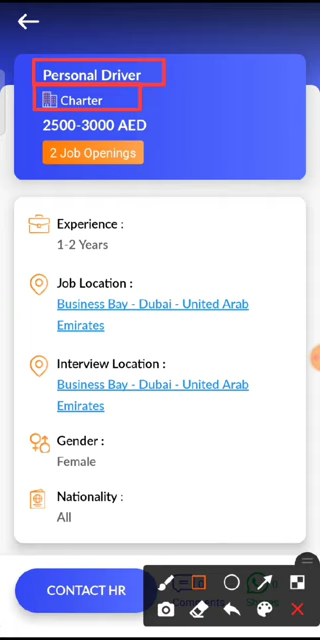 Personal Driver
Charter
2500-3000 AED
2 Job Openings
Experience :
1-2 Years
Job Location :
Business Bay - Dubai - United Arab
Emirates
Interview Location :
Business Bay - Dubai - United Arab
Emirates
Gender :
Female
Nationality :
All
CONTACT HR